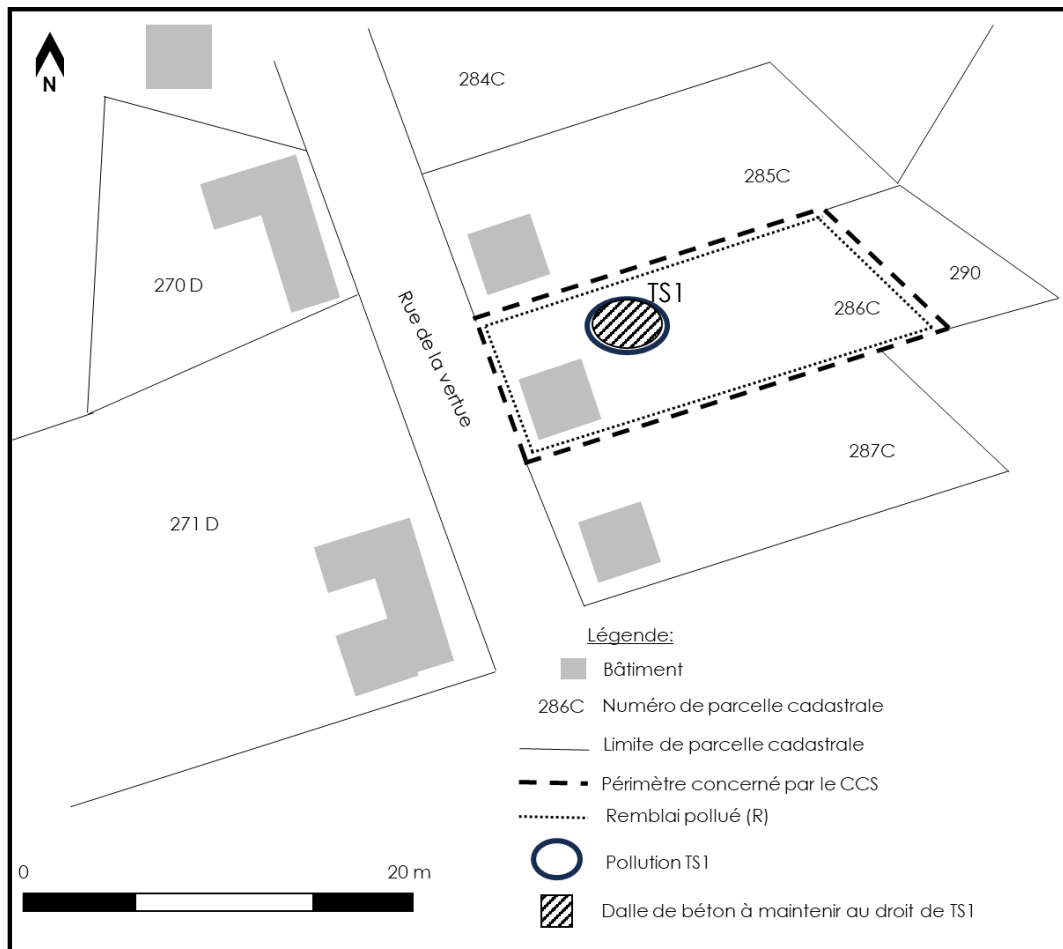 N
284C
285C
270 D
TS1
290
286C
Rue de la vertue
287C
271 D
Légende:
Bâtiment
286C Numéro de parcelle cadastrale
Limite de parcelle cadastrale
Périmètre concerné par le CCS
Remblai pollué (R)
Pollution TS1
Dalle de béton à maintenir au droit de TS1
0 20 m